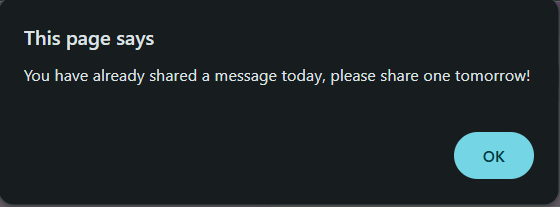 This page says
You have already shared a message today, please share one tomorrow!
OK